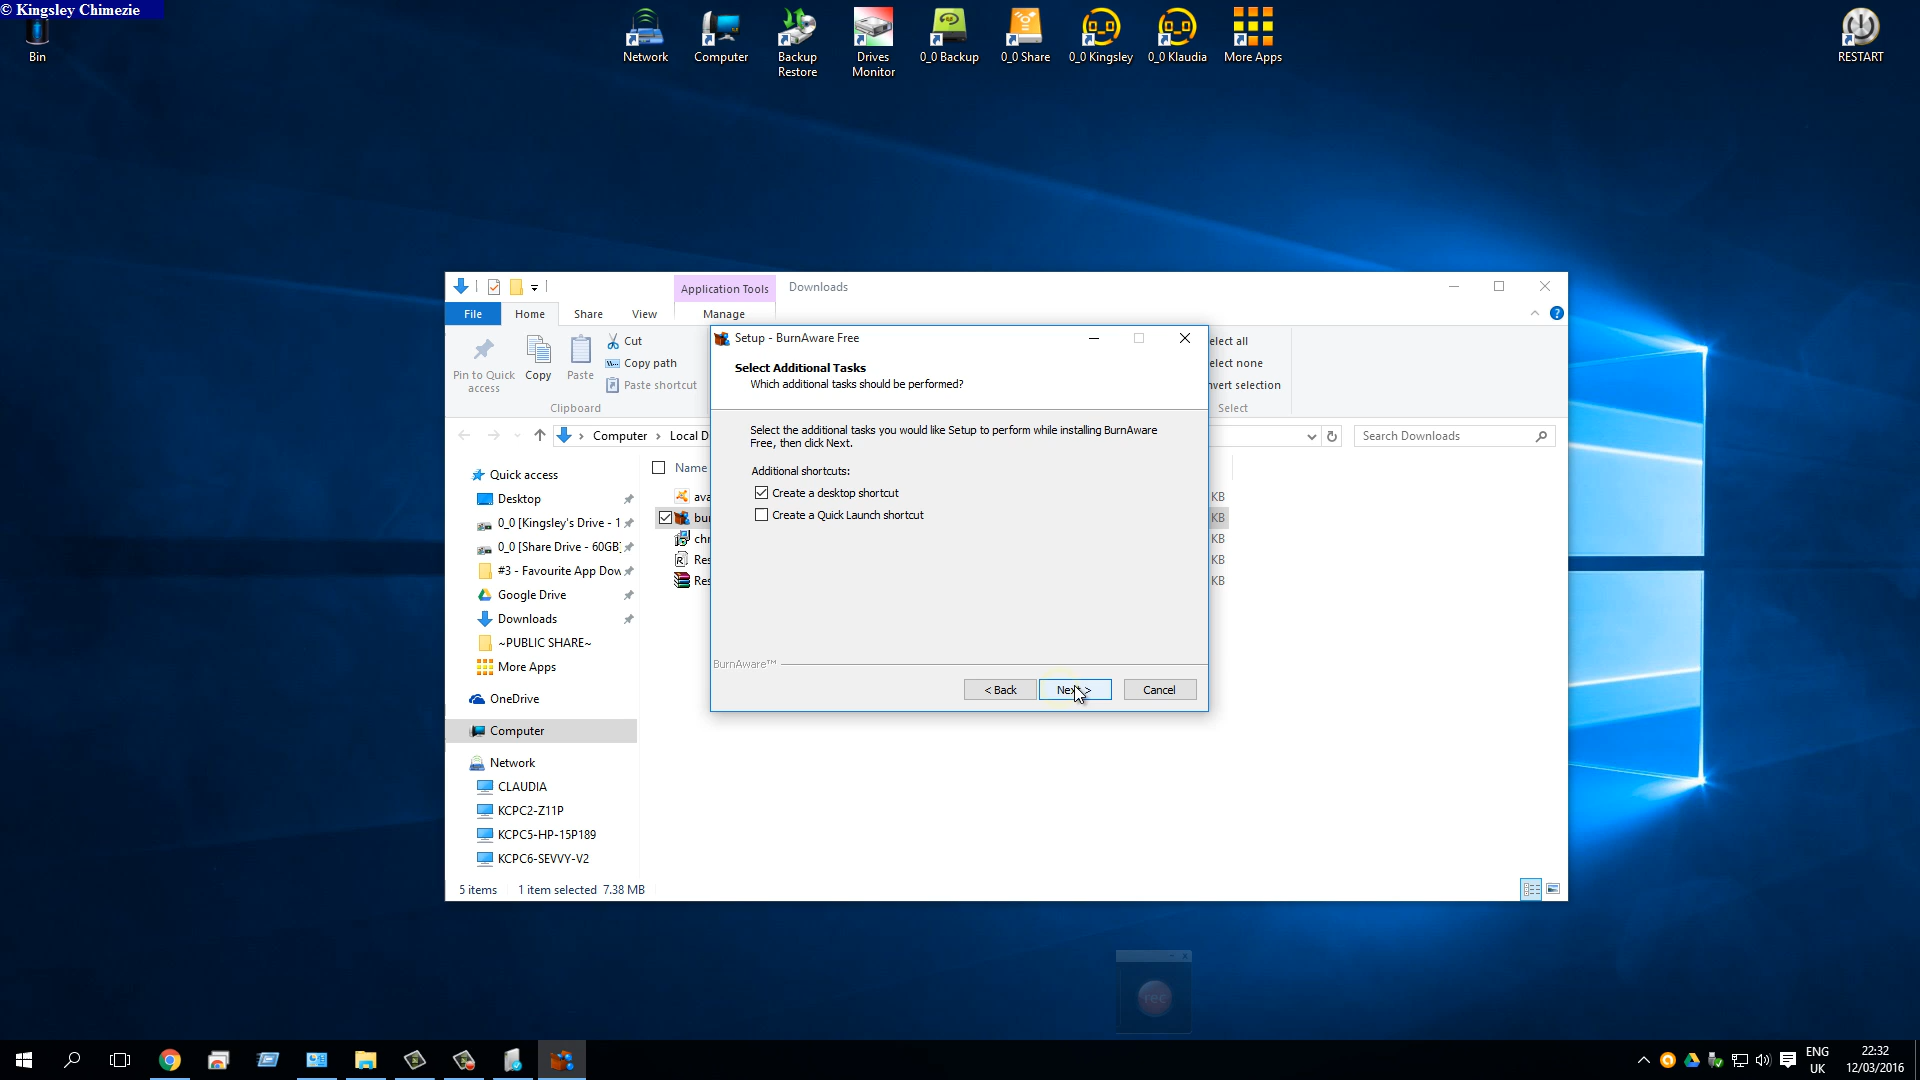 © Kingsley Chimezie
Bin
Network
Computer
Backup
Restore
Drives
Monitor
0_0 Backup
0_0 Share
0_0 Kingsley
0_0 Klaudia
More Apps
RESTART
Application Tools
Downloads
File
Home
Share
View
Manage
Pin to Quick
access
Copy
Paste
Cut
Copy path
Paste shortcut
Clipboard
elect all
elect none
nvert selection
Select
Computer
Local D
Search Downloads
Quick access
Desktop
0_0 [Kingsley's Drive - 1
0_0 [Share Drive - 60GB]
#3 - Favourite App Dow
Google Drive
Downloads
~PUBLIC SHARE~
More Apps
OneDrive
Computer
Network
CLAUDIA
KCPC2-Z11P
KCPC5-HP-15P189
KCPC6-SEVVY-V2
Name
ava
KB
bur
KB
chr
KB
Res
KB
Res
KB
5 items
1 item selected 7.38 MB
Setup - BurnAware Free
Select Additional Tasks
Which additional tasks should be performed?
Select the additional tasks you would like Setup to perform while installing BurnAware
Free, then click Next.
Additional shortcuts:
Create a desktop shortcut
Create a Quick Launch shortcut
BurnAware™
< Back
Next >
Cancel
rec
ENG
UK
22:32
12/03/2016